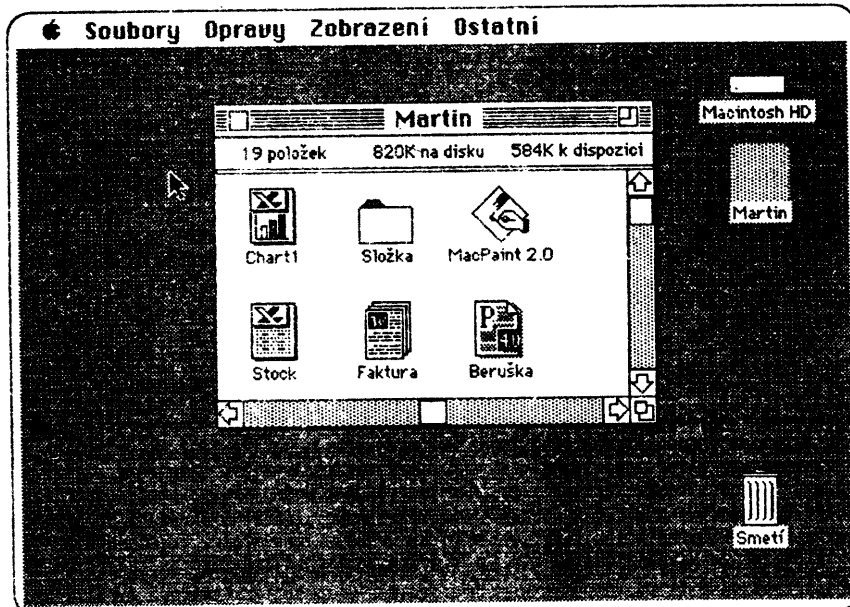 Soubory Opravy Zobrazení Ostatní
Martin
19 položek 820K na disku 584K k dispozici
Macintosh HD
Martin
Chart1 Složka MacPaint 2.0
Stock Faktura Beruška
Smetí